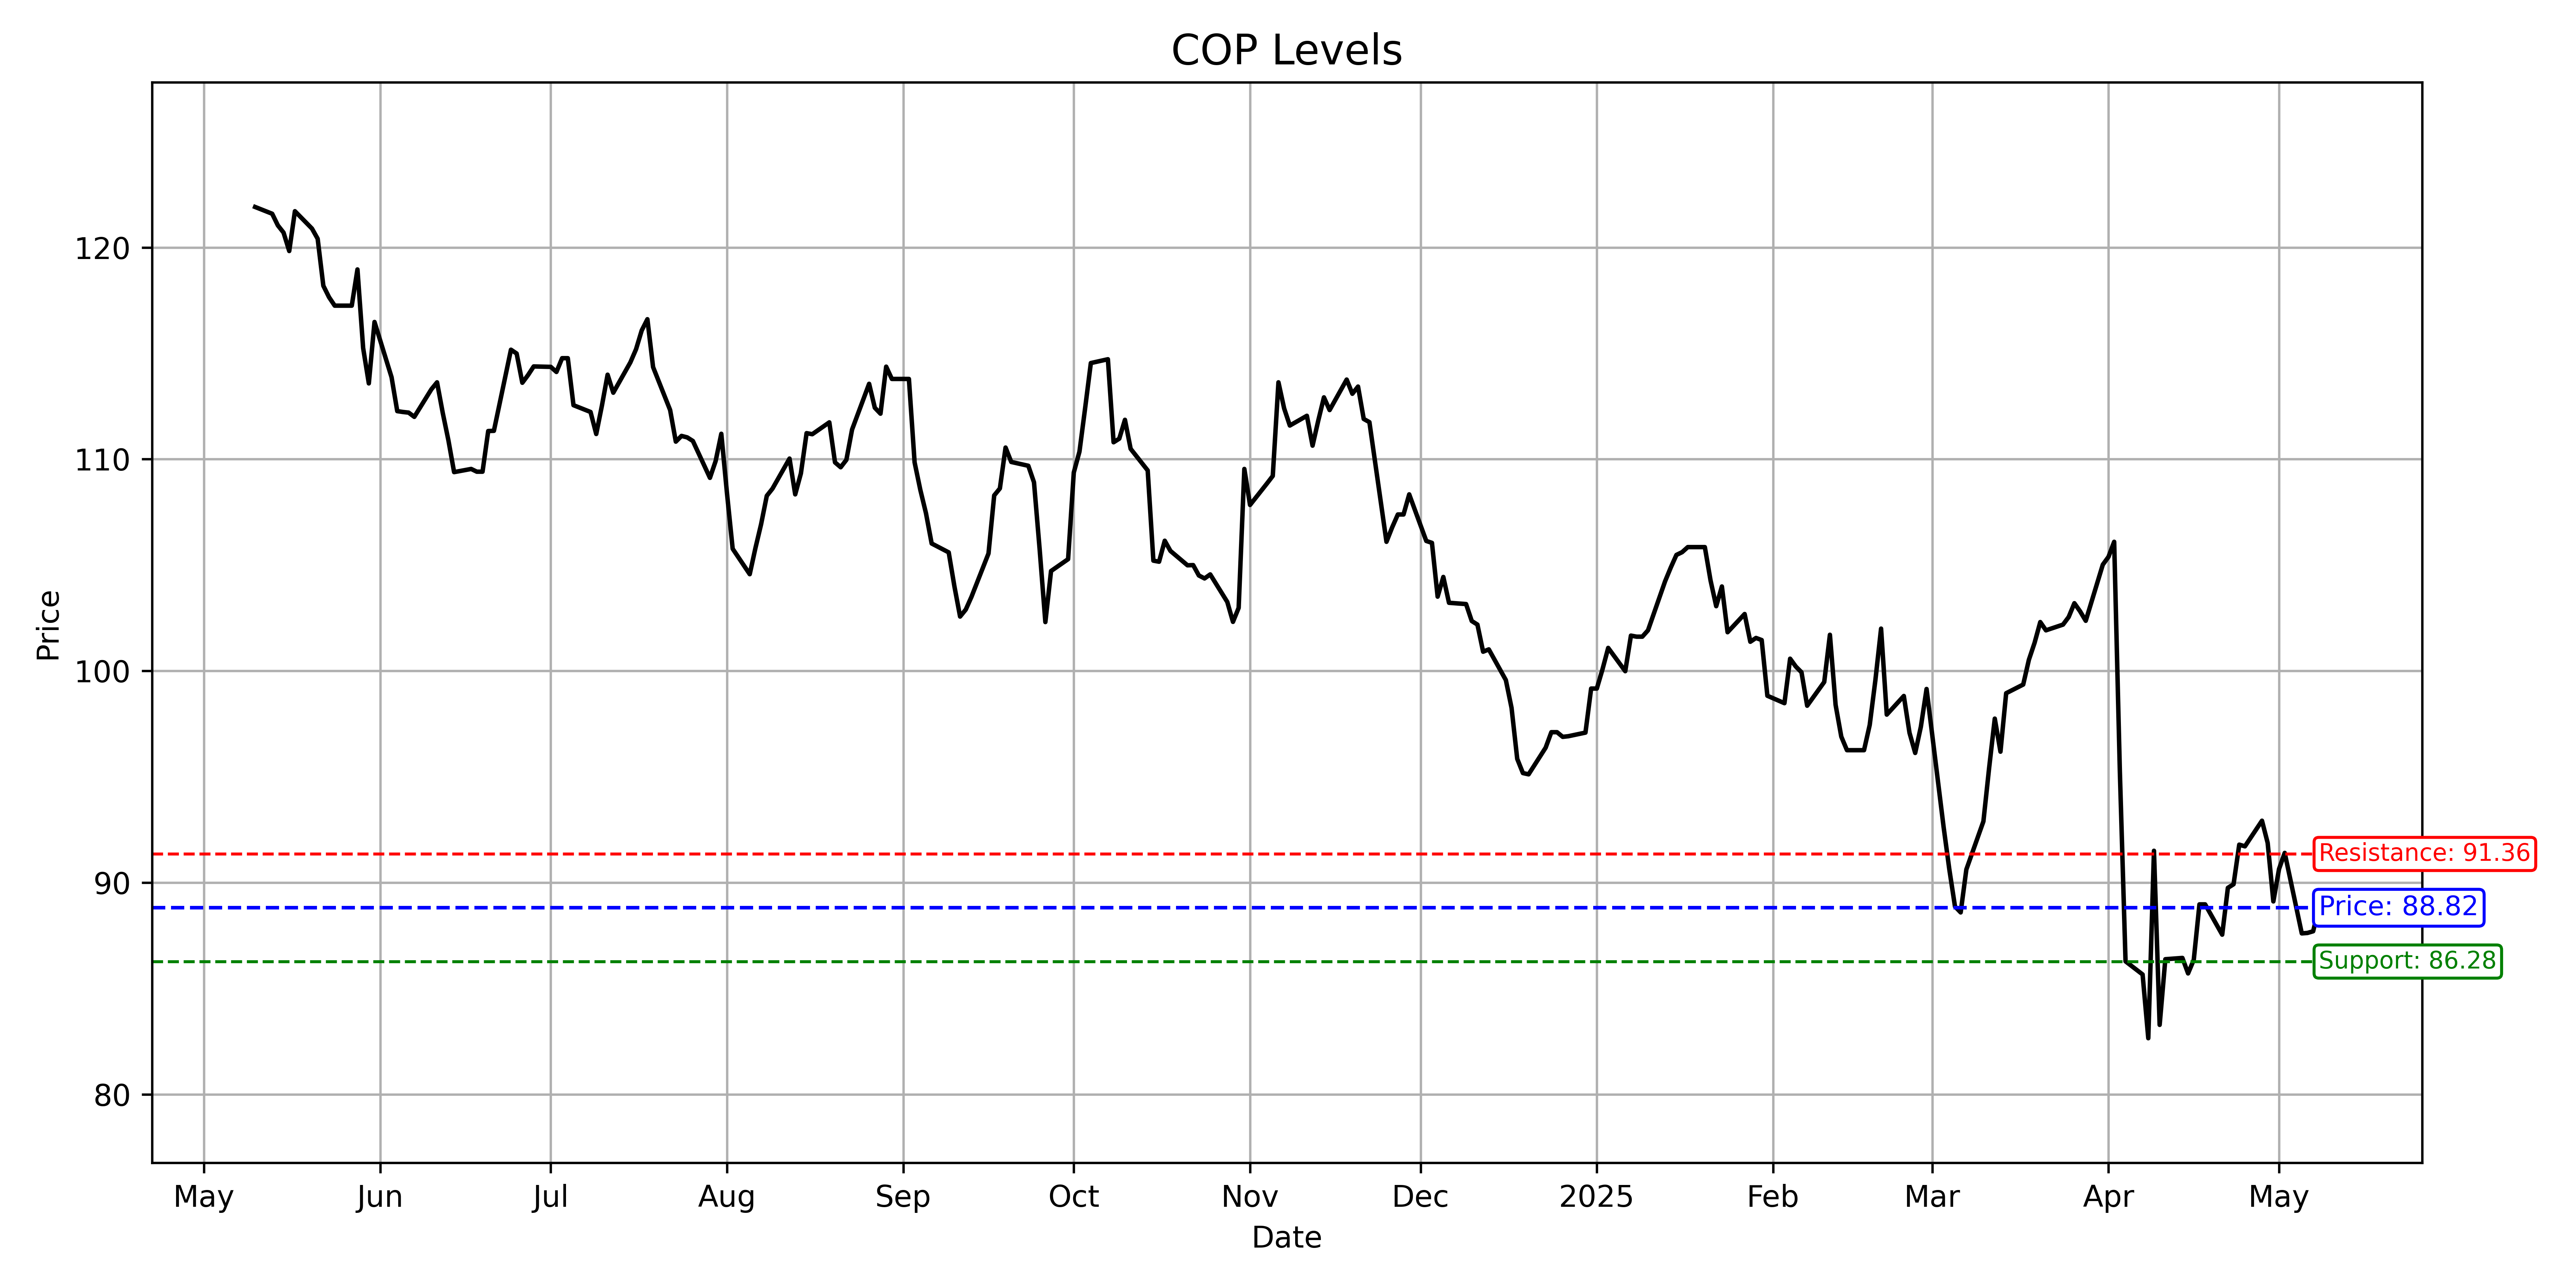 COP Levels
Price
120
110
100
90
80
Resistance: 91.36
Price: 88.82
Support: 86.28
May Jun Jul Aug Sep Oct Nov Dec 2025 Feb Mar Apr May
Date